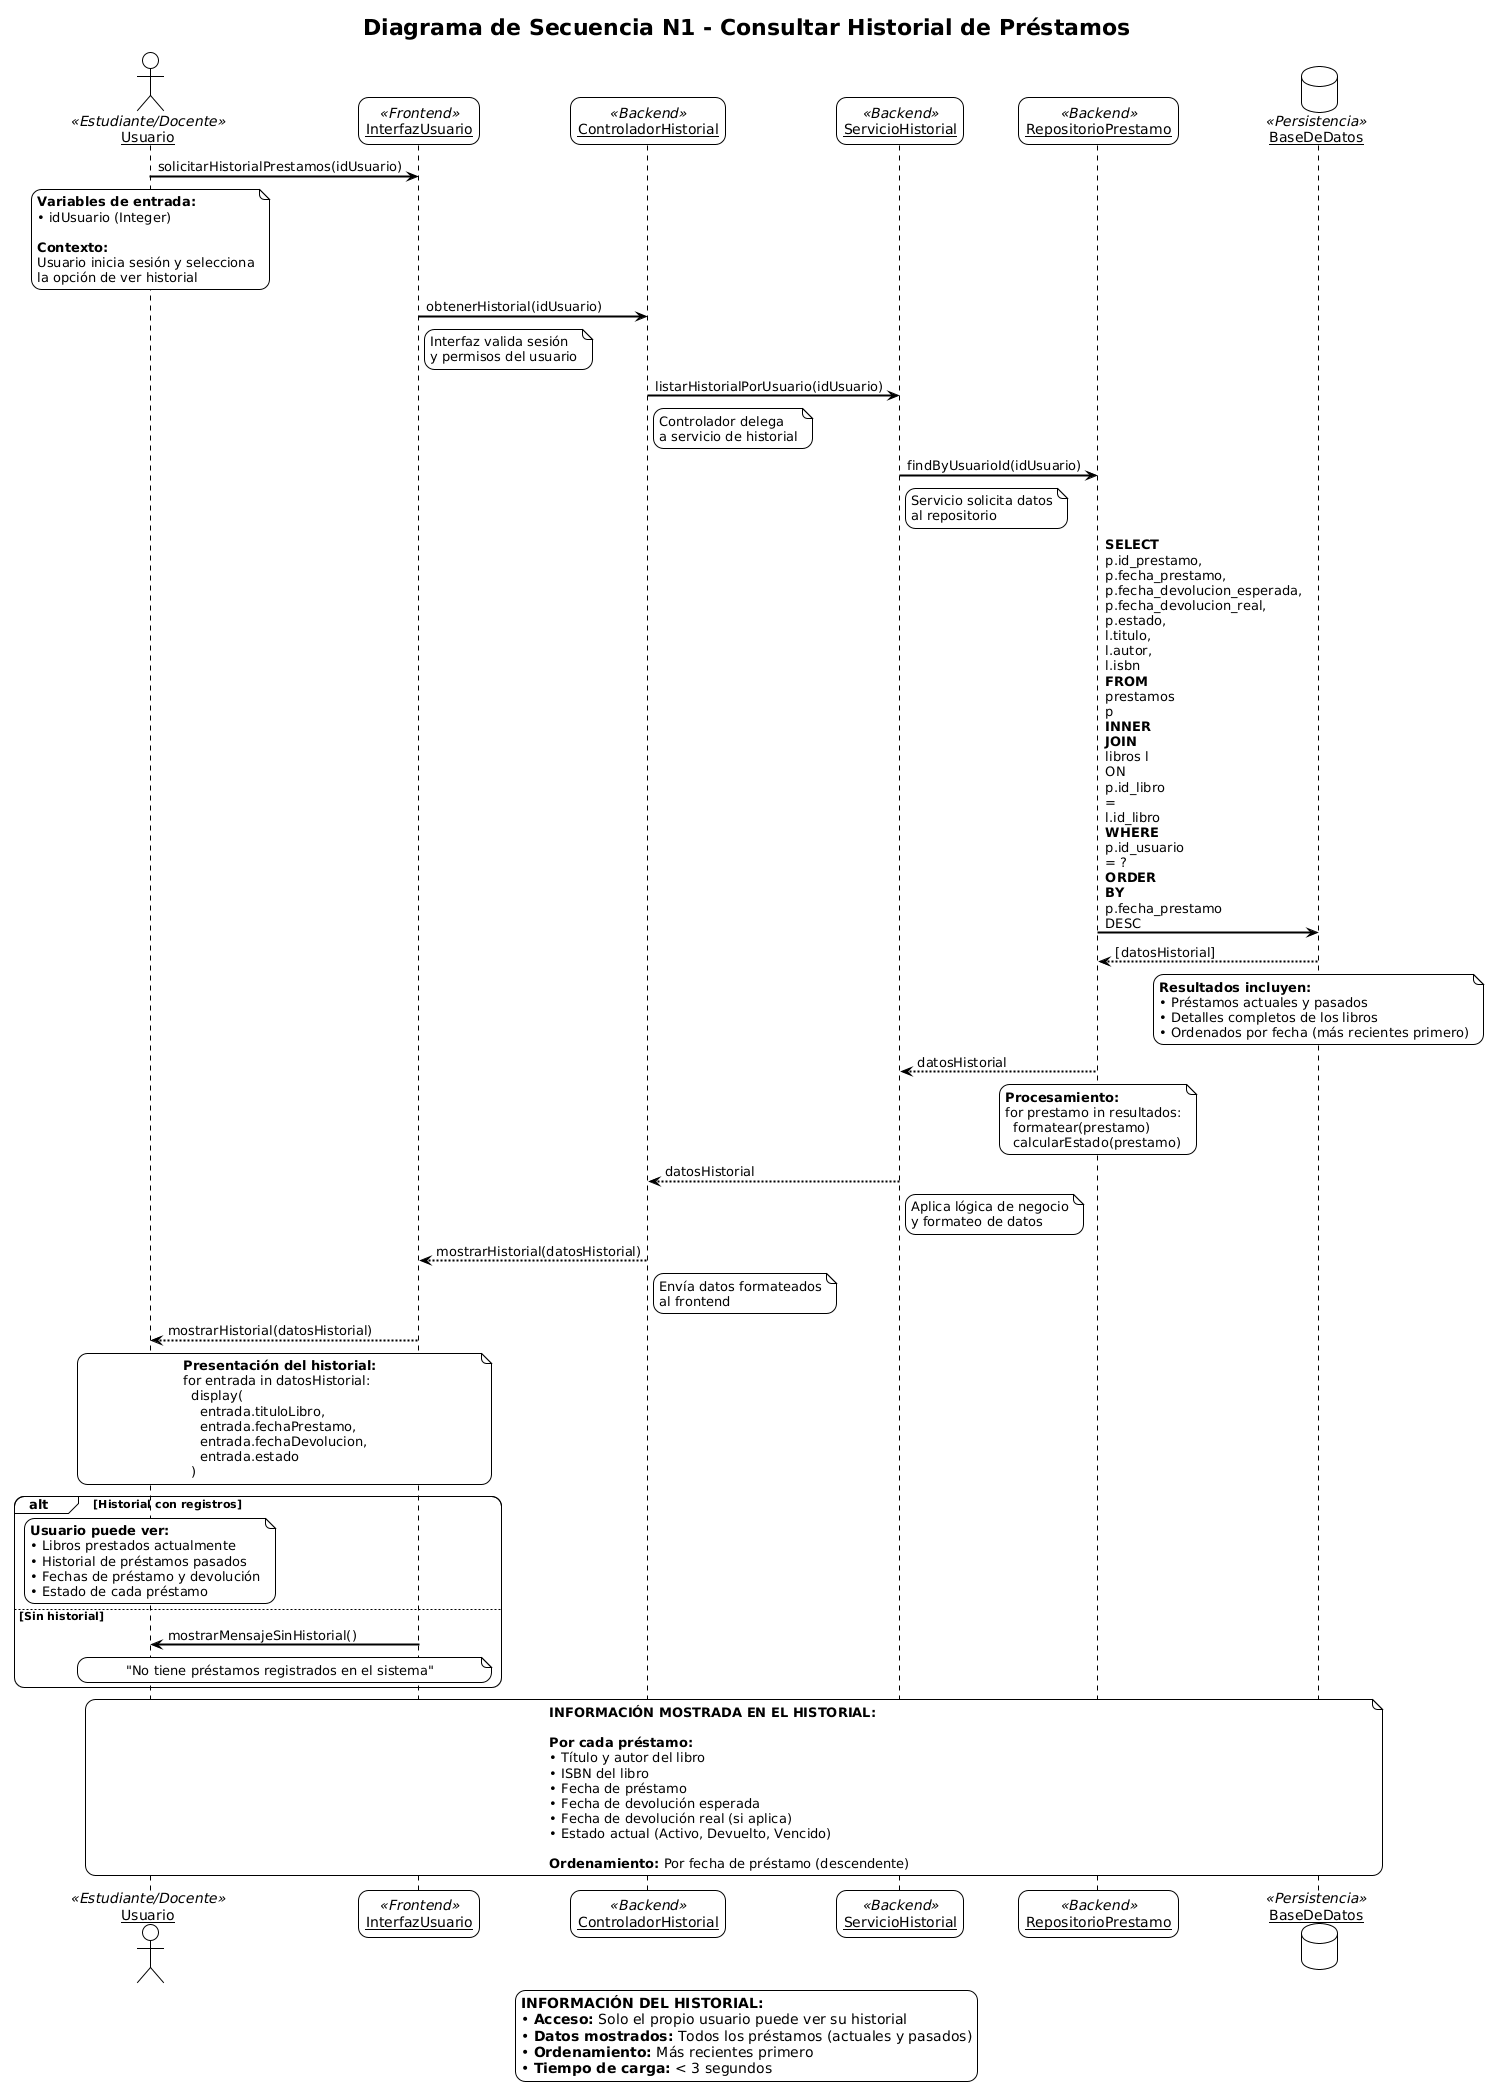 Diagrama de Secuencia N1 - Consultar Historial de Préstamos
«Estudiante/Docente»
Usuario
«Frontend»
InterfazUsuario
«Backend»
ControladorHistorial
«Backend»
ServicioHistorial
«Backend»
RepositorioPrestamo
«Persistencia»
BaseDeDatos
solicitarHistorialPrestamos(idUsuario)
Variables de entrada:
• idUsuario (Integer)
Contexto:
Usuario inicia sesión y selecciona
la opción de ver historial
obtenerHistorial(idUsuario)
Interfaz valida sesión
y permisos del usuario
listarHistorialPorUsuario(idUsuario)
Controlador delega
a servicio de historial
findByUsuarioId(idUsuario)
Servicio solicita datos
al repositorio
SELECT
p.id_prestamo,
p.fecha_prestamo,
p.fecha_devolucion_esperada,
p.fecha_devolucion_real,
p.estado,
l.titulo,
l.autor,
l.isbn
FROM
prestamos
p
INNER
JOIN
libros l
ON
p.id_libro
=
l.id_libro
WHERE
p.id_usuario
= ?
ORDER
BY
p.fecha_prestamo
DESC
[datosHistorial]
Resultados incluyen:
• Préstamos actuales y pasados
• Detalles completos de los libros
• Ordenados por fecha (más recientes primero)
datosHistorial
Procesamiento:
for prestamo in resultados:
formatear(prestamo)
calcularEstado(prestamo)
datosHistorial
Aplica lógica de negocio
y formateo de datos
mostrarHistorial(datosHistorial)
Envía datos formateados
al frontend
mostrarHistorial(datosHistorial)
Presentación del historial:
for entrada in datosHistorial:
display(
entrada.tituloLibro,
entrada.fechaPrestamo,
entrada.fechaDevolucion,
entrada.estado
)
alt [Historial con registros]
Usuario puede ver:
• Libros prestados actualmente
• Historial de préstamos pasados
• Fechas de préstamo y devolución
• Estado de cada préstamo
[Sin historial]
mostrarMensajeSinHistorial()
"No tiene préstamos registrados en el sistema"
INFORMACIÓN MOSTRADA EN EL HISTORIAL:
Por cada préstamo:
• Título y autor del libro
• ISBN del libro
• Fecha de préstamo
• Fecha de devolución esperada
• Fecha de devolución real (si aplica)
• Estado actual (Activo, Devuelto, Vencido)
Ordenamiento: Por fecha de préstamo (descendente)
«Estudiante/Docente»
Usuario
«Frontend»
InterfazUsuario
«Backend»
ControladorHistorial
«Backend»
ServicioHistorial
«Backend»
RepositorioPrestamo
«Persistencia»
BaseDeDatos
INFORMACIÓN DEL HISTORIAL:
• Acceso: Solo el propio usuario puede ver su historial
• Datos mostrados: Todos los préstamos (actuales y pasados)
• Ordenamiento: Más recientes primero
• Tiempo de carga: < 3 segundos